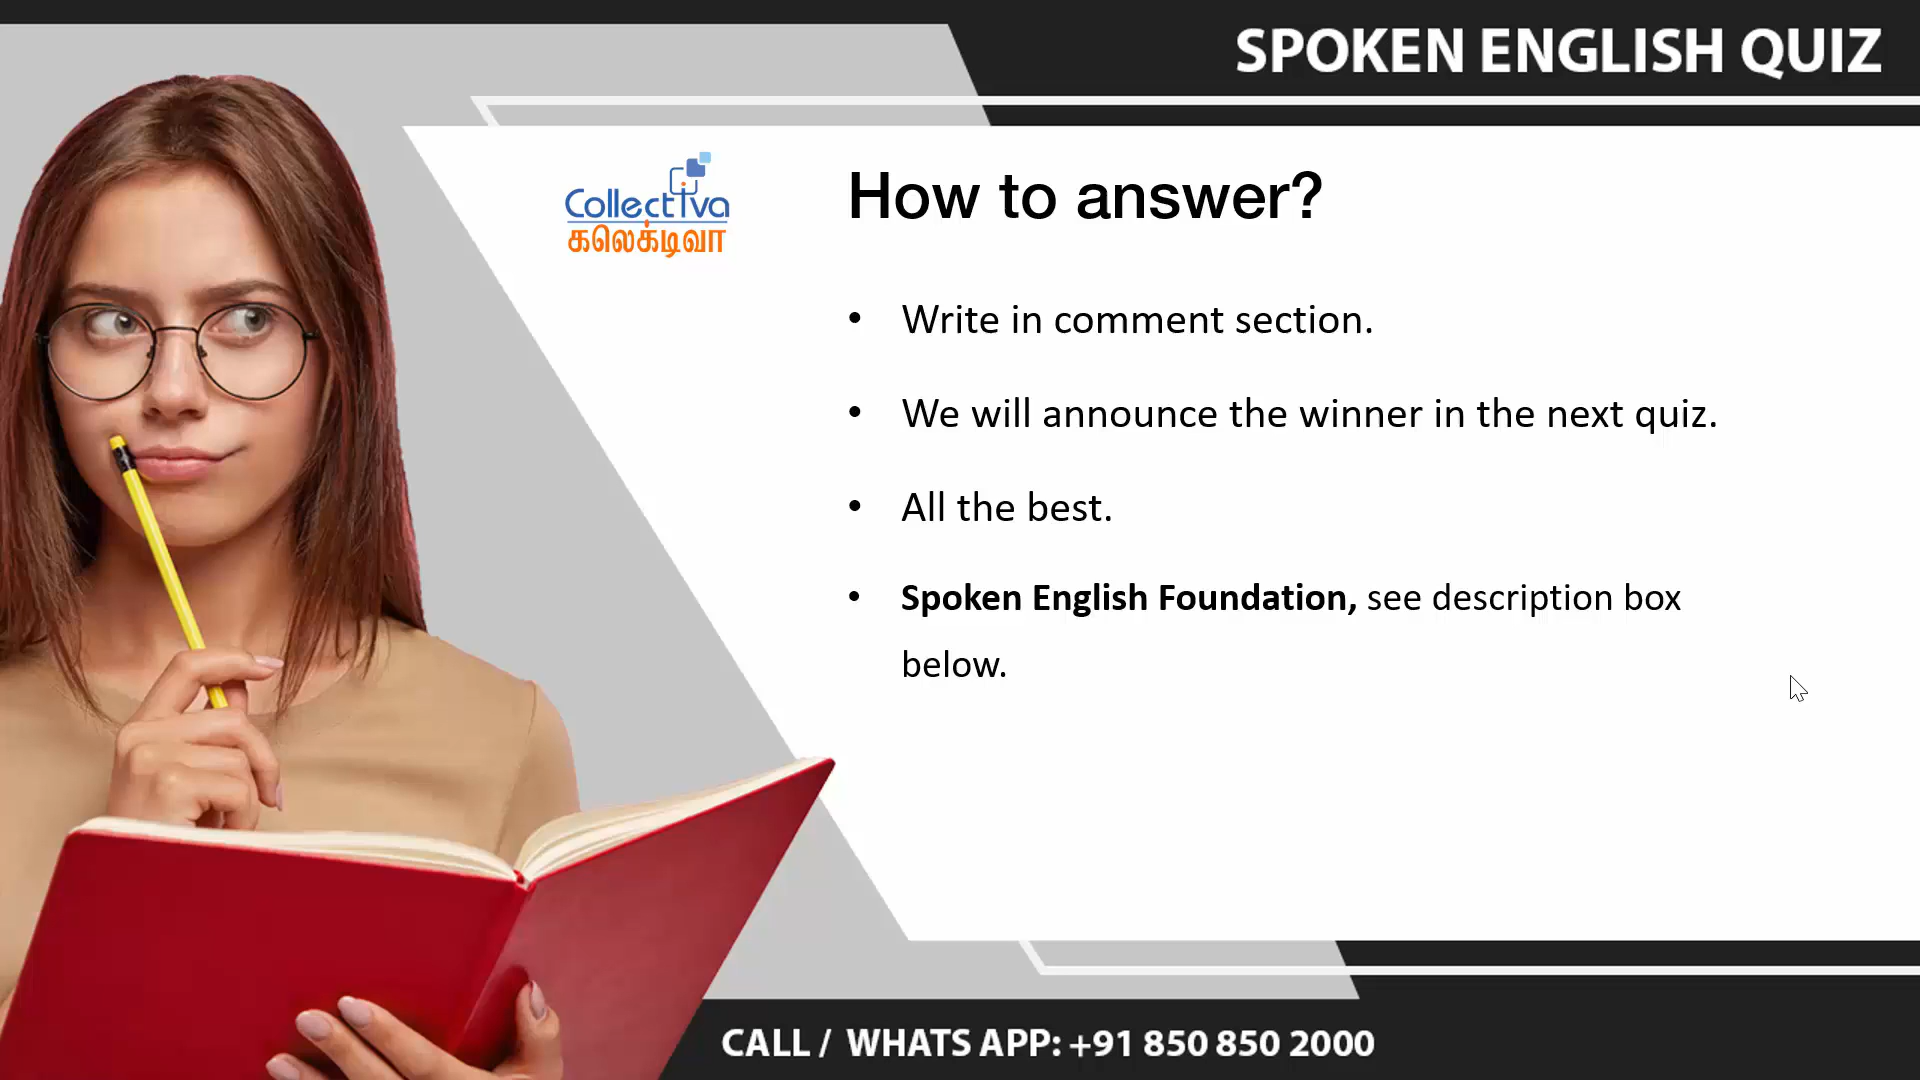 SPOKEN ENGLISH QUIZ
Collectiva
கலெக்டிவா
How to answer?
• Write in comment section.
• We will announce the winner in the next quiz.
• All the best.
• Spoken English Foundation, see description box
below.
CALL / WHATS APP: +91 850 850 2000